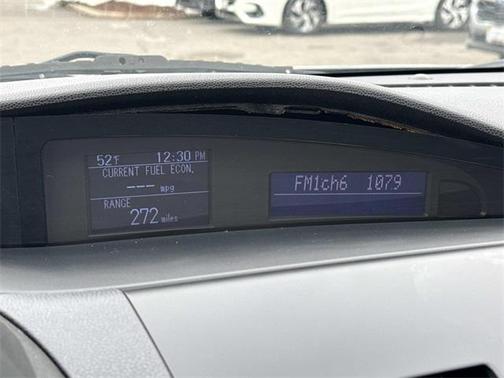 52°F 12:30 PM
CURRENT FUEL ECON.
--- mpg
RANGE
272 miles
FM1ch6 1079